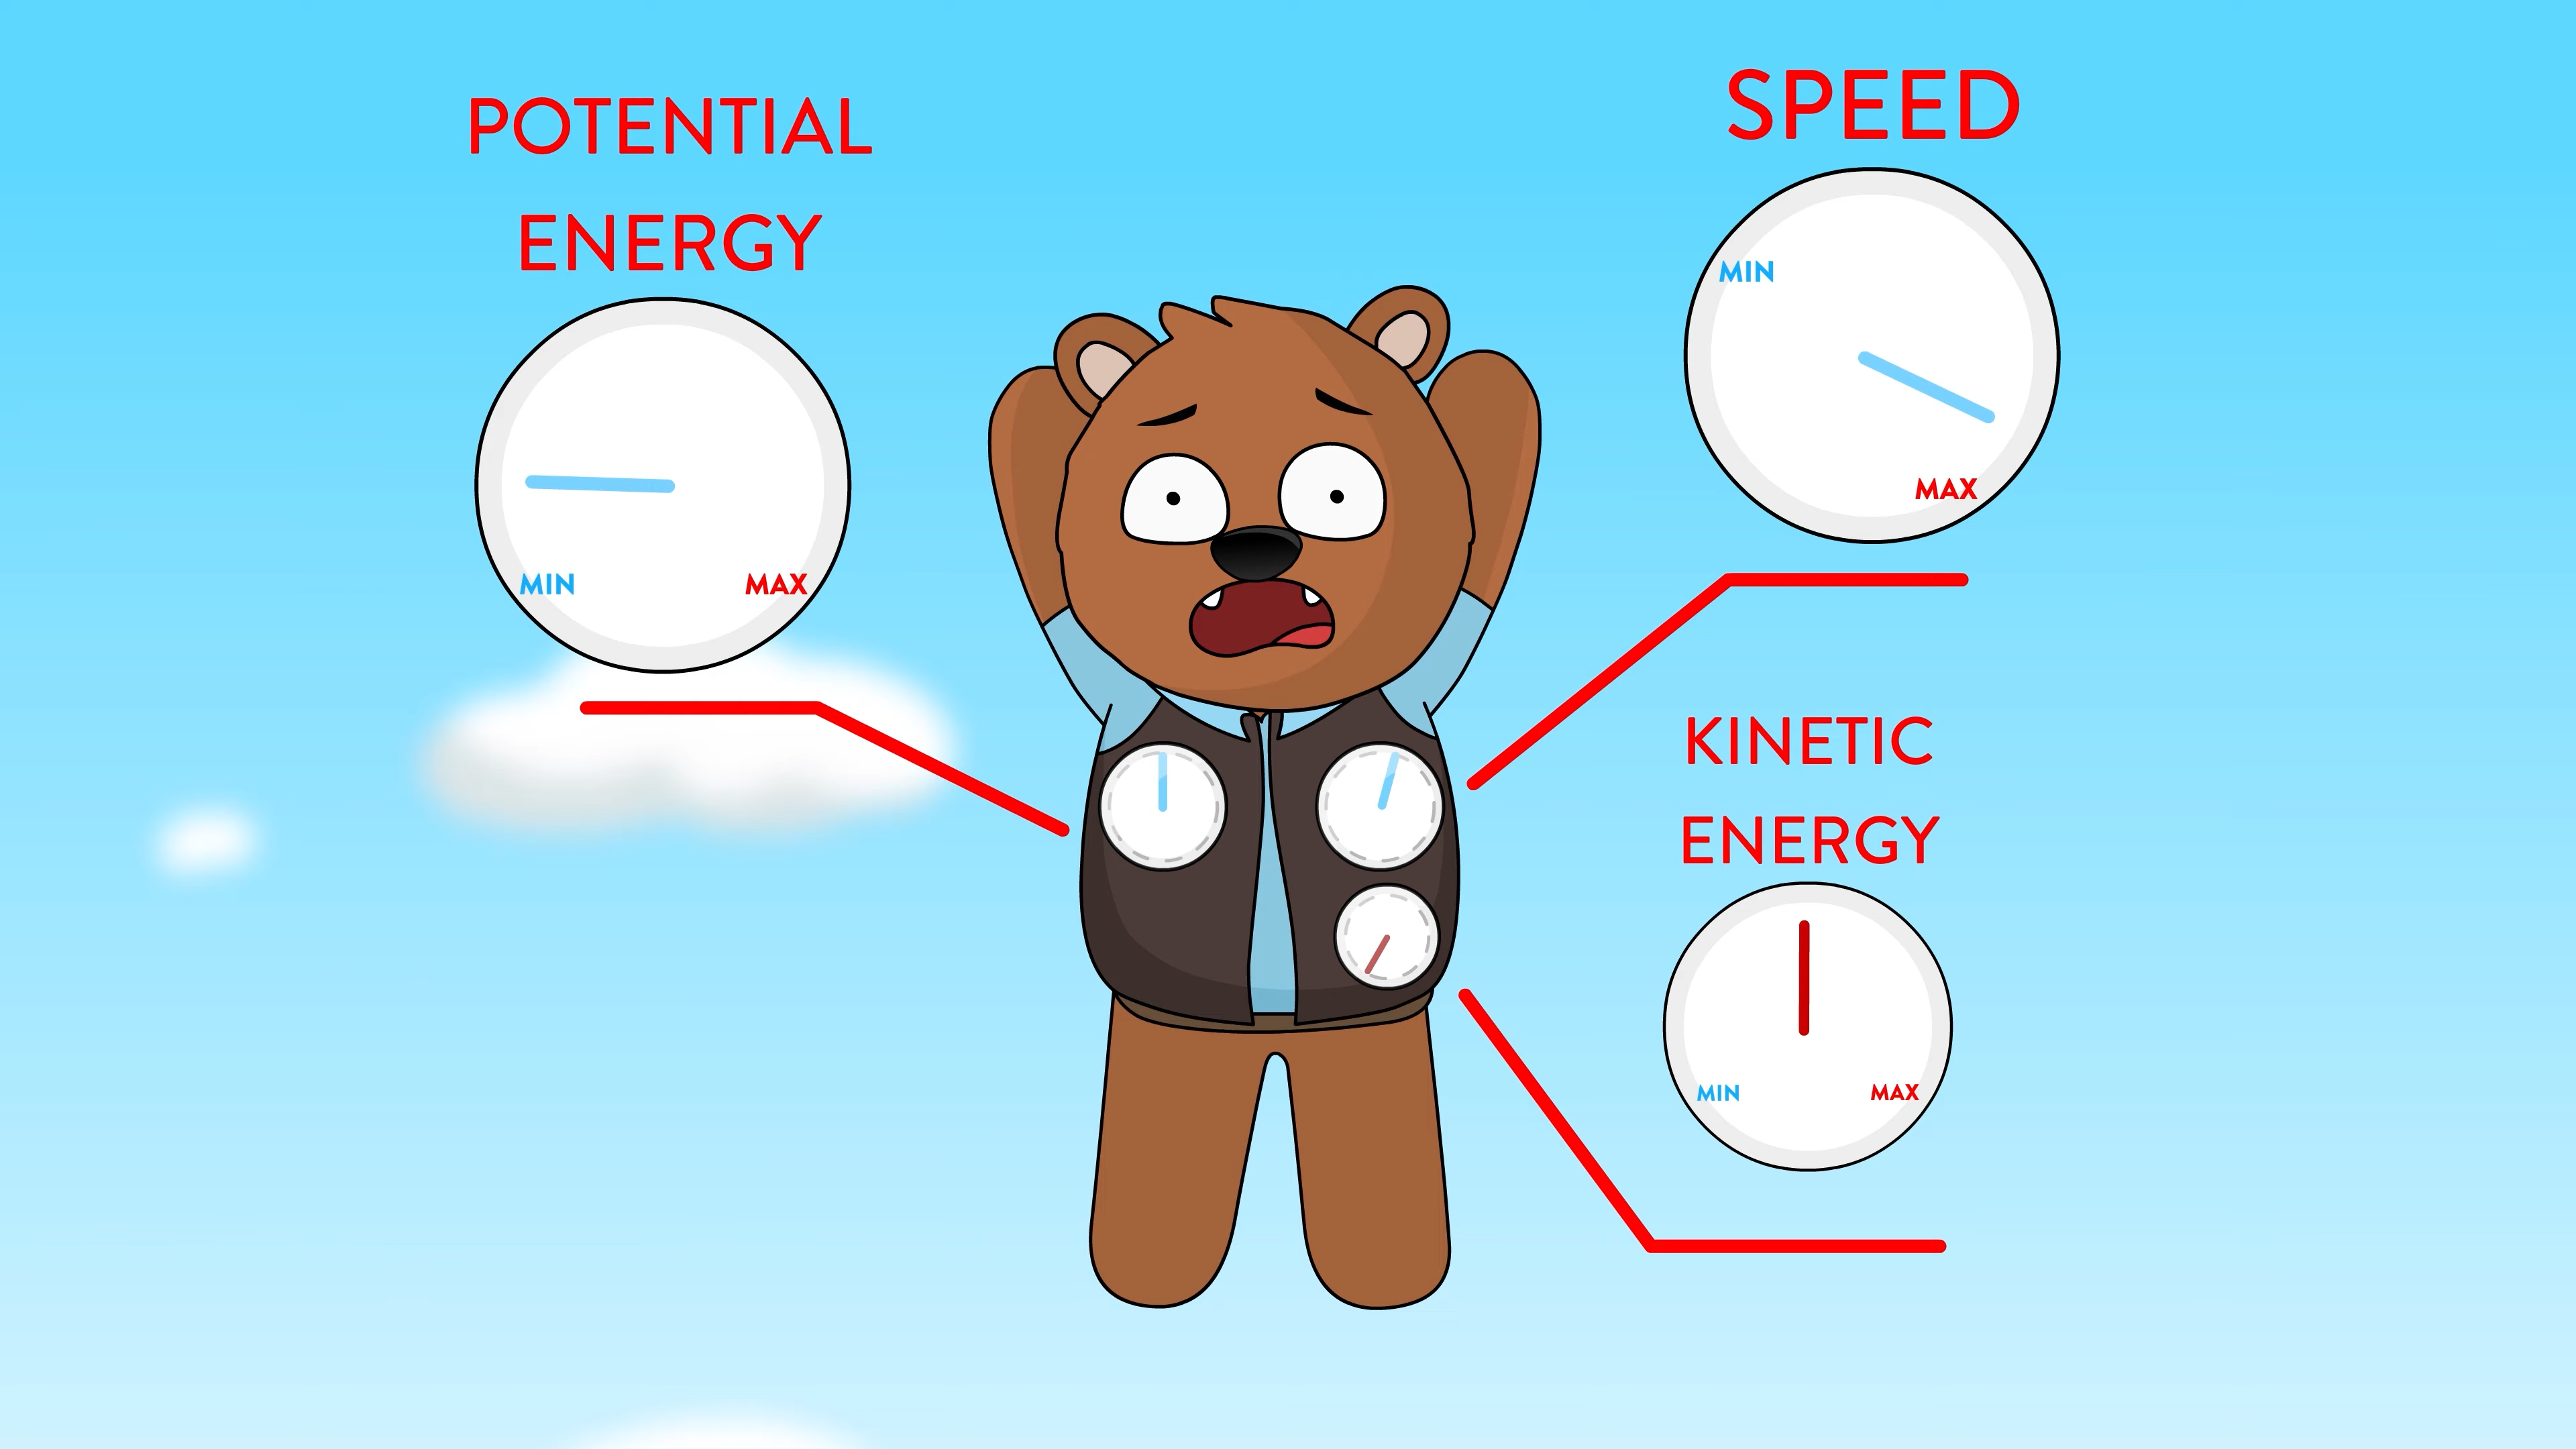 POTENTIAL
ENERGY
MIN
MAX
SPEED
MIN
MAX
KINETIC
ENERGY
MIN
MAX